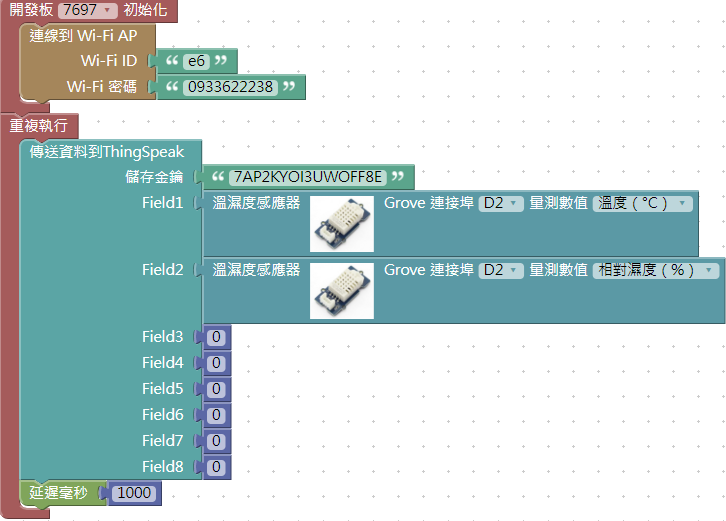 開發板 7697 初始化
連線到 Wi-Fi AP
Wi-Fi ID “ e6 ”
Wi-Fi 密碼 “ 0933622238 ”
重複執行
傳送資料到ThingSpeak
儲存金鑰 “ 7AP2KYOI3UWOFF8E ”
Field1 溫濕度感應器 Grove 連接埠 D2 量測數值 溫度（°C）
Field2 溫濕度感應器 Grove 連接埠 D2 量測數值 相對濕度（%）
Field3 0
Field4 0
Field5 0
Field6 0
Field7 0
Field8 0
延遲毫秒 1000